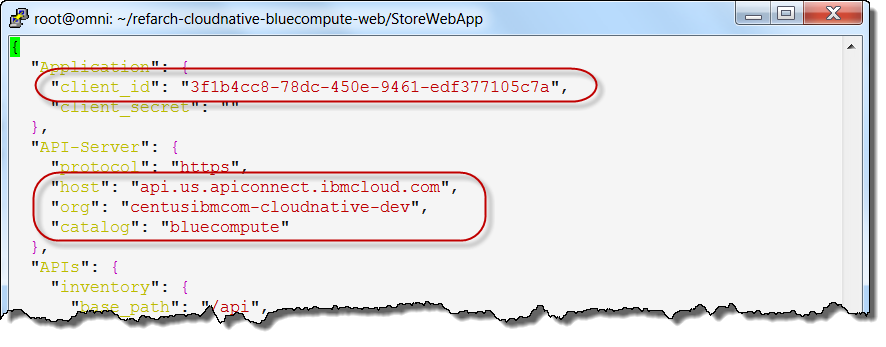 root@omni: ~/refarch-cloudnative-bluecompute-web/StoreWebApp
{
"Application": {
"client_id": "3f1b4cc8-78dc-450e-9461-edf377105c7a",
"client_secret": ""
},
"API-Server": {
"protocol": "https",
"host": "api.us.apiconnect.ibmcloud.com",
"org": "centusibmcom-cloudnative-dev",
"catalog": "bluecompute"
},
"APIs": {
"inventory": {
"base_path": "/api",